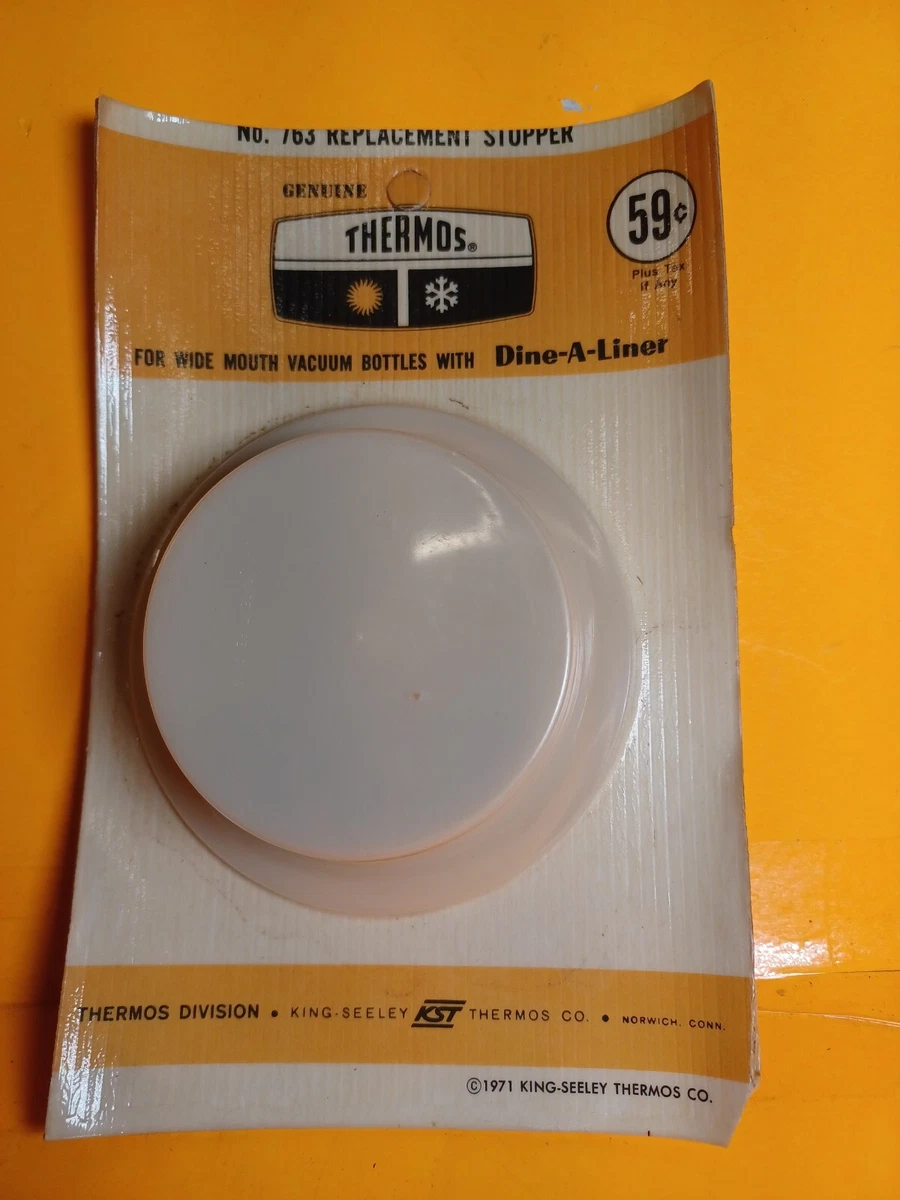 No. 763 REPLACEMENT STOPPER
GENUINE
THERMOS®
59¢
Plus Tax
If Any
FOR WIDE MOUTH VACUUM BOTTLES WITH Dine-A-Liner
THERMOS DIVISION • KING-SEELEY KST THERMOS CO. • NORWICH, CONN.
©1971 KING-SEELEY THERMOS CO.